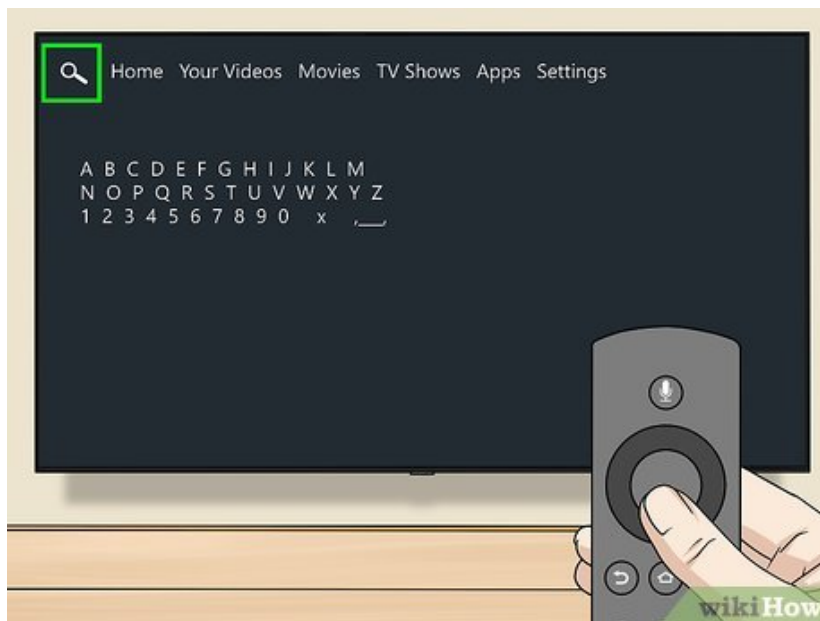 Home Your Videos Movies TV Shows Apps Settings
A B C D E F G H I J K L M
N O P Q R S T U V W X Y Z
1 2 3 4 5 6 7 8 9 0 x
wikiHow